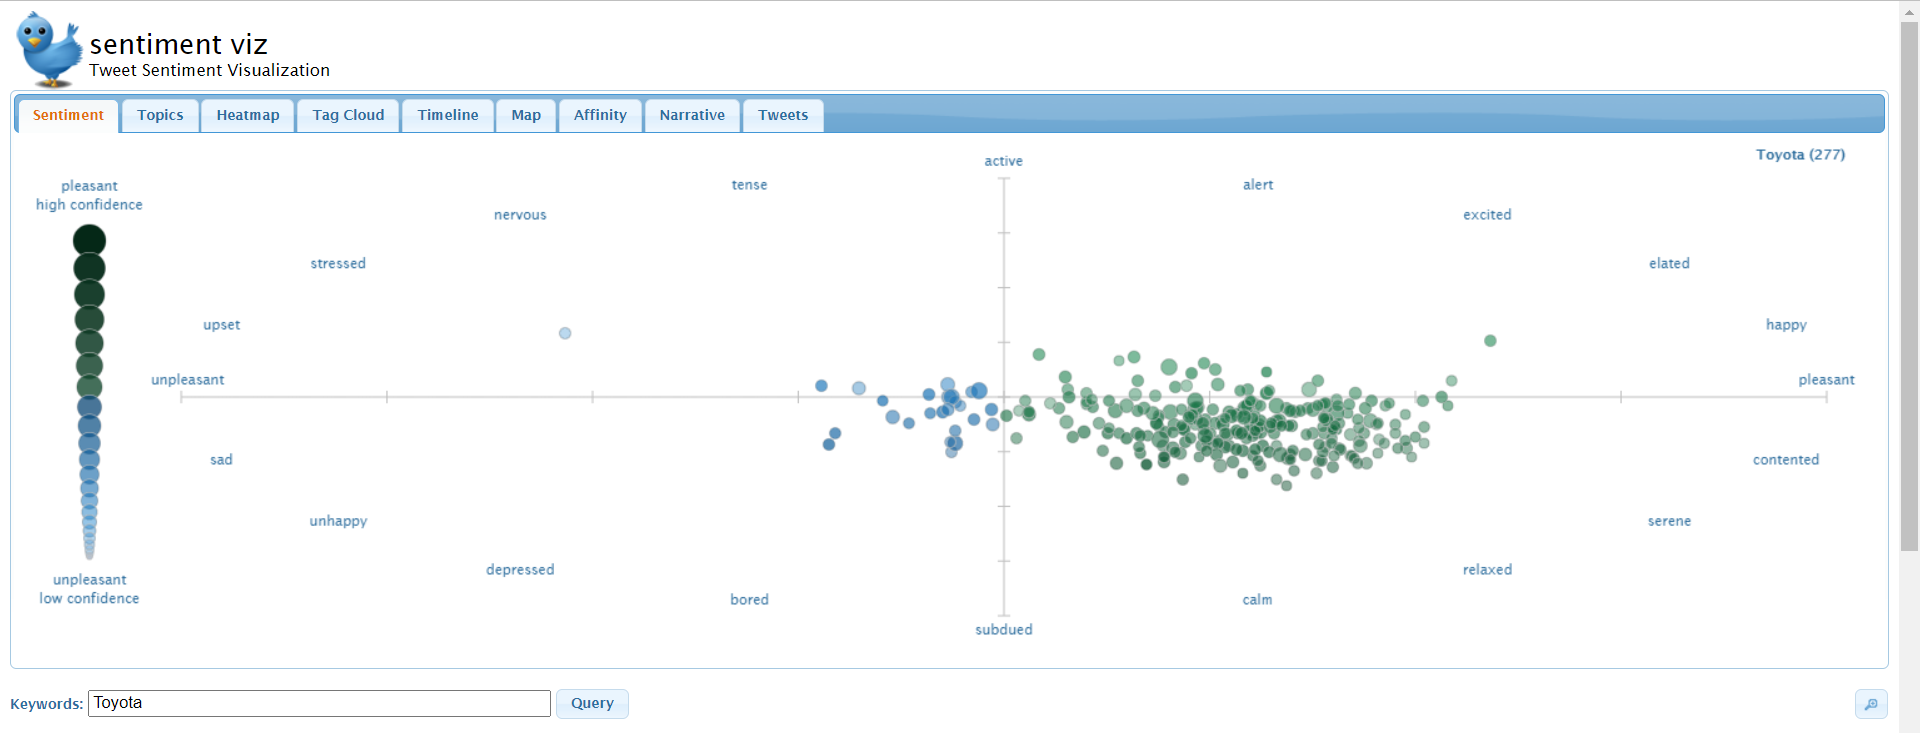 sentiment viz
Tweet Sentiment Visualization
Sentiment Topics Heatmap Tag Cloud Timeline Map Affinity Narrative Tweets
Toyota (277)
active
tense
alert
nervous
excited
stressed
elated
upset
happy
unpleasant
pleasant
sad
contented
unhappy
serene
depressed
relaxed
bored
calm
subdued
pleasant
high confidence
unpleasant
low confidence
Keywords: Toyota Query